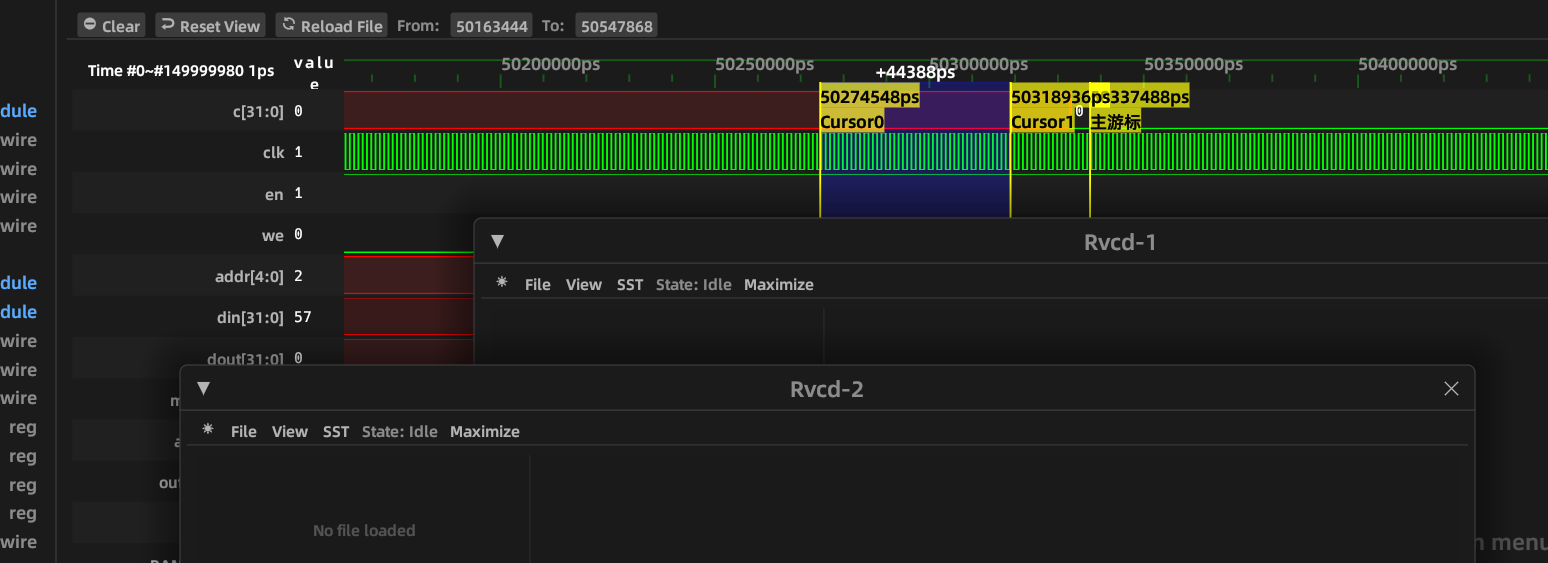 Clear Reset View Reload File From: 50163444 To: 50547868
Time #0~#149999980 1ps
valu
e
50200000ps 50250000ps 50300000ps 50350000ps 50400000ps
+44388ps
50274548ps 50318936ps 337488ps
Cursor0 Cursor1 主游标
dule
c[31:0] 0 0
wire
clk 1
wire
en 1
wire
wire
we 0
addr[4:0] 2
dule
dule
din[31:0] 57
wire
dout[31:0] 0
wire
wire
reg
reg
out
reg
reg
wire
Rvcd-1
File View SST State: Idle Maximize
Rvcd-2
File View SST State: Idle Maximize
No file loaded
menu